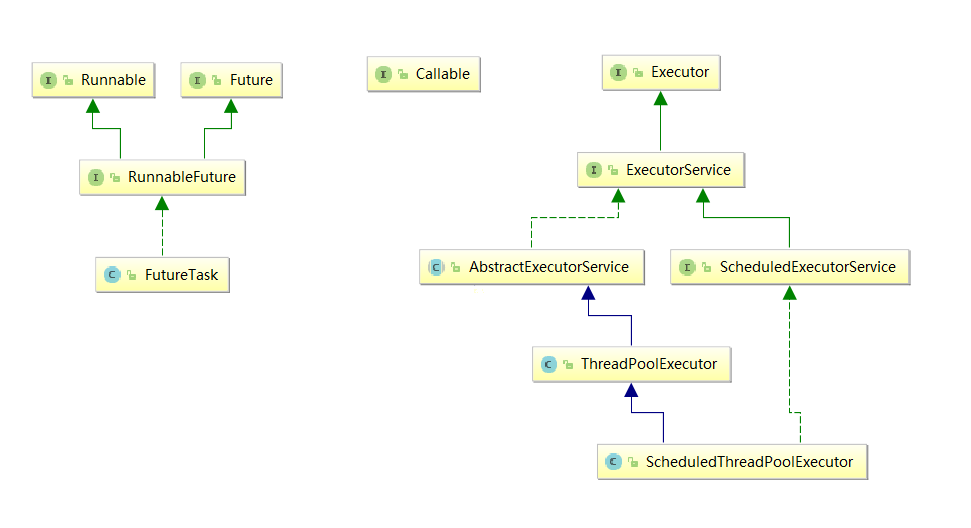 I Runnable
I Future
I Callable
I Executor
I RunnableFuture
I ExecutorService
C FutureTask
C AbstractExecutorService
I ScheduledExecutorService
C ThreadPoolExecutor
C ScheduledThreadPoolExecutor